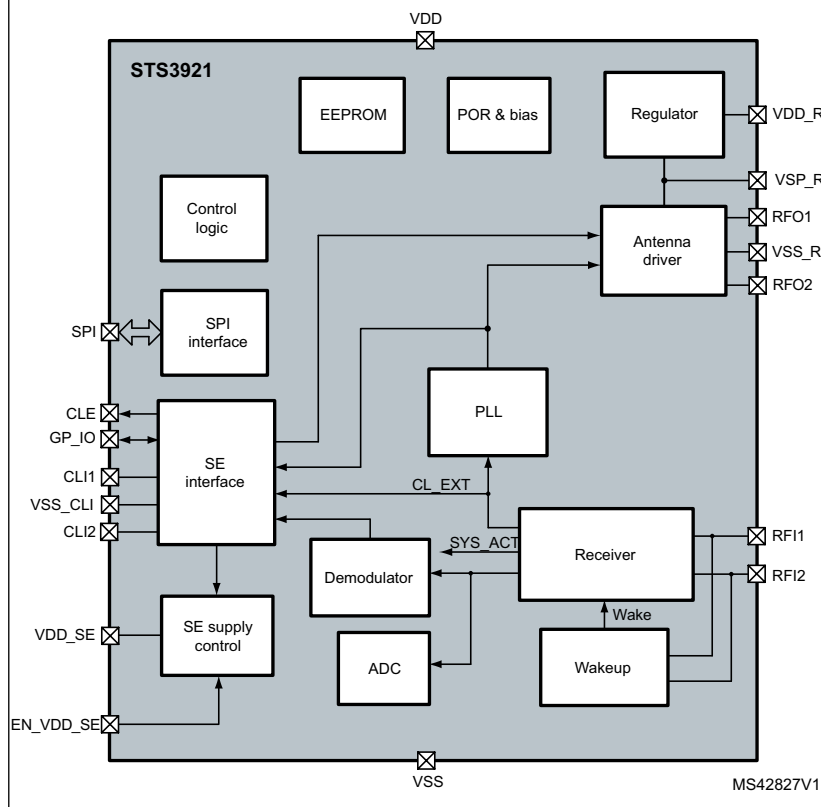 VDD
STS3921
EEPROM
POR & bias
Regulator
VDD_R
VSP_R
Control
logic
Antenna
driver
RFO1
VSS_R
RFO2
SPI
SPI
interface
PLL
CLE
GP_IO
CLI1
VSS_CLI
CLI2
SE
interface
CL_EXT
SYS_ACT
Receiver
RFI1
RFI2
Demodulator
Wake
VDD_SE
SE supply
control
ADC
Wakeup
EN_VDD_SE
VSS
MS42827V1